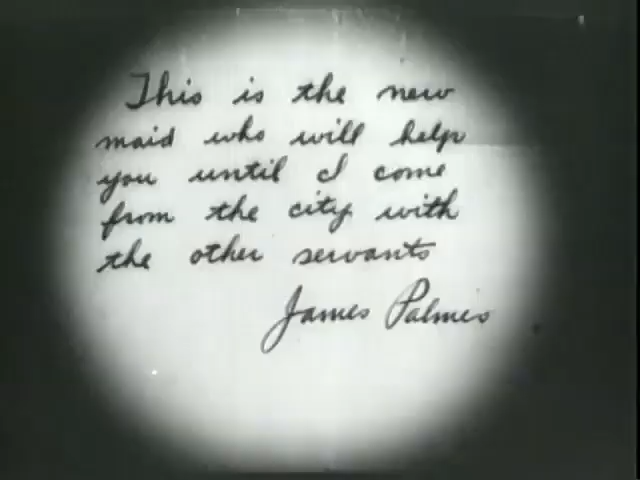 This is the new
maid who will help
you until I come
from the city with
the other servants
James Palmes